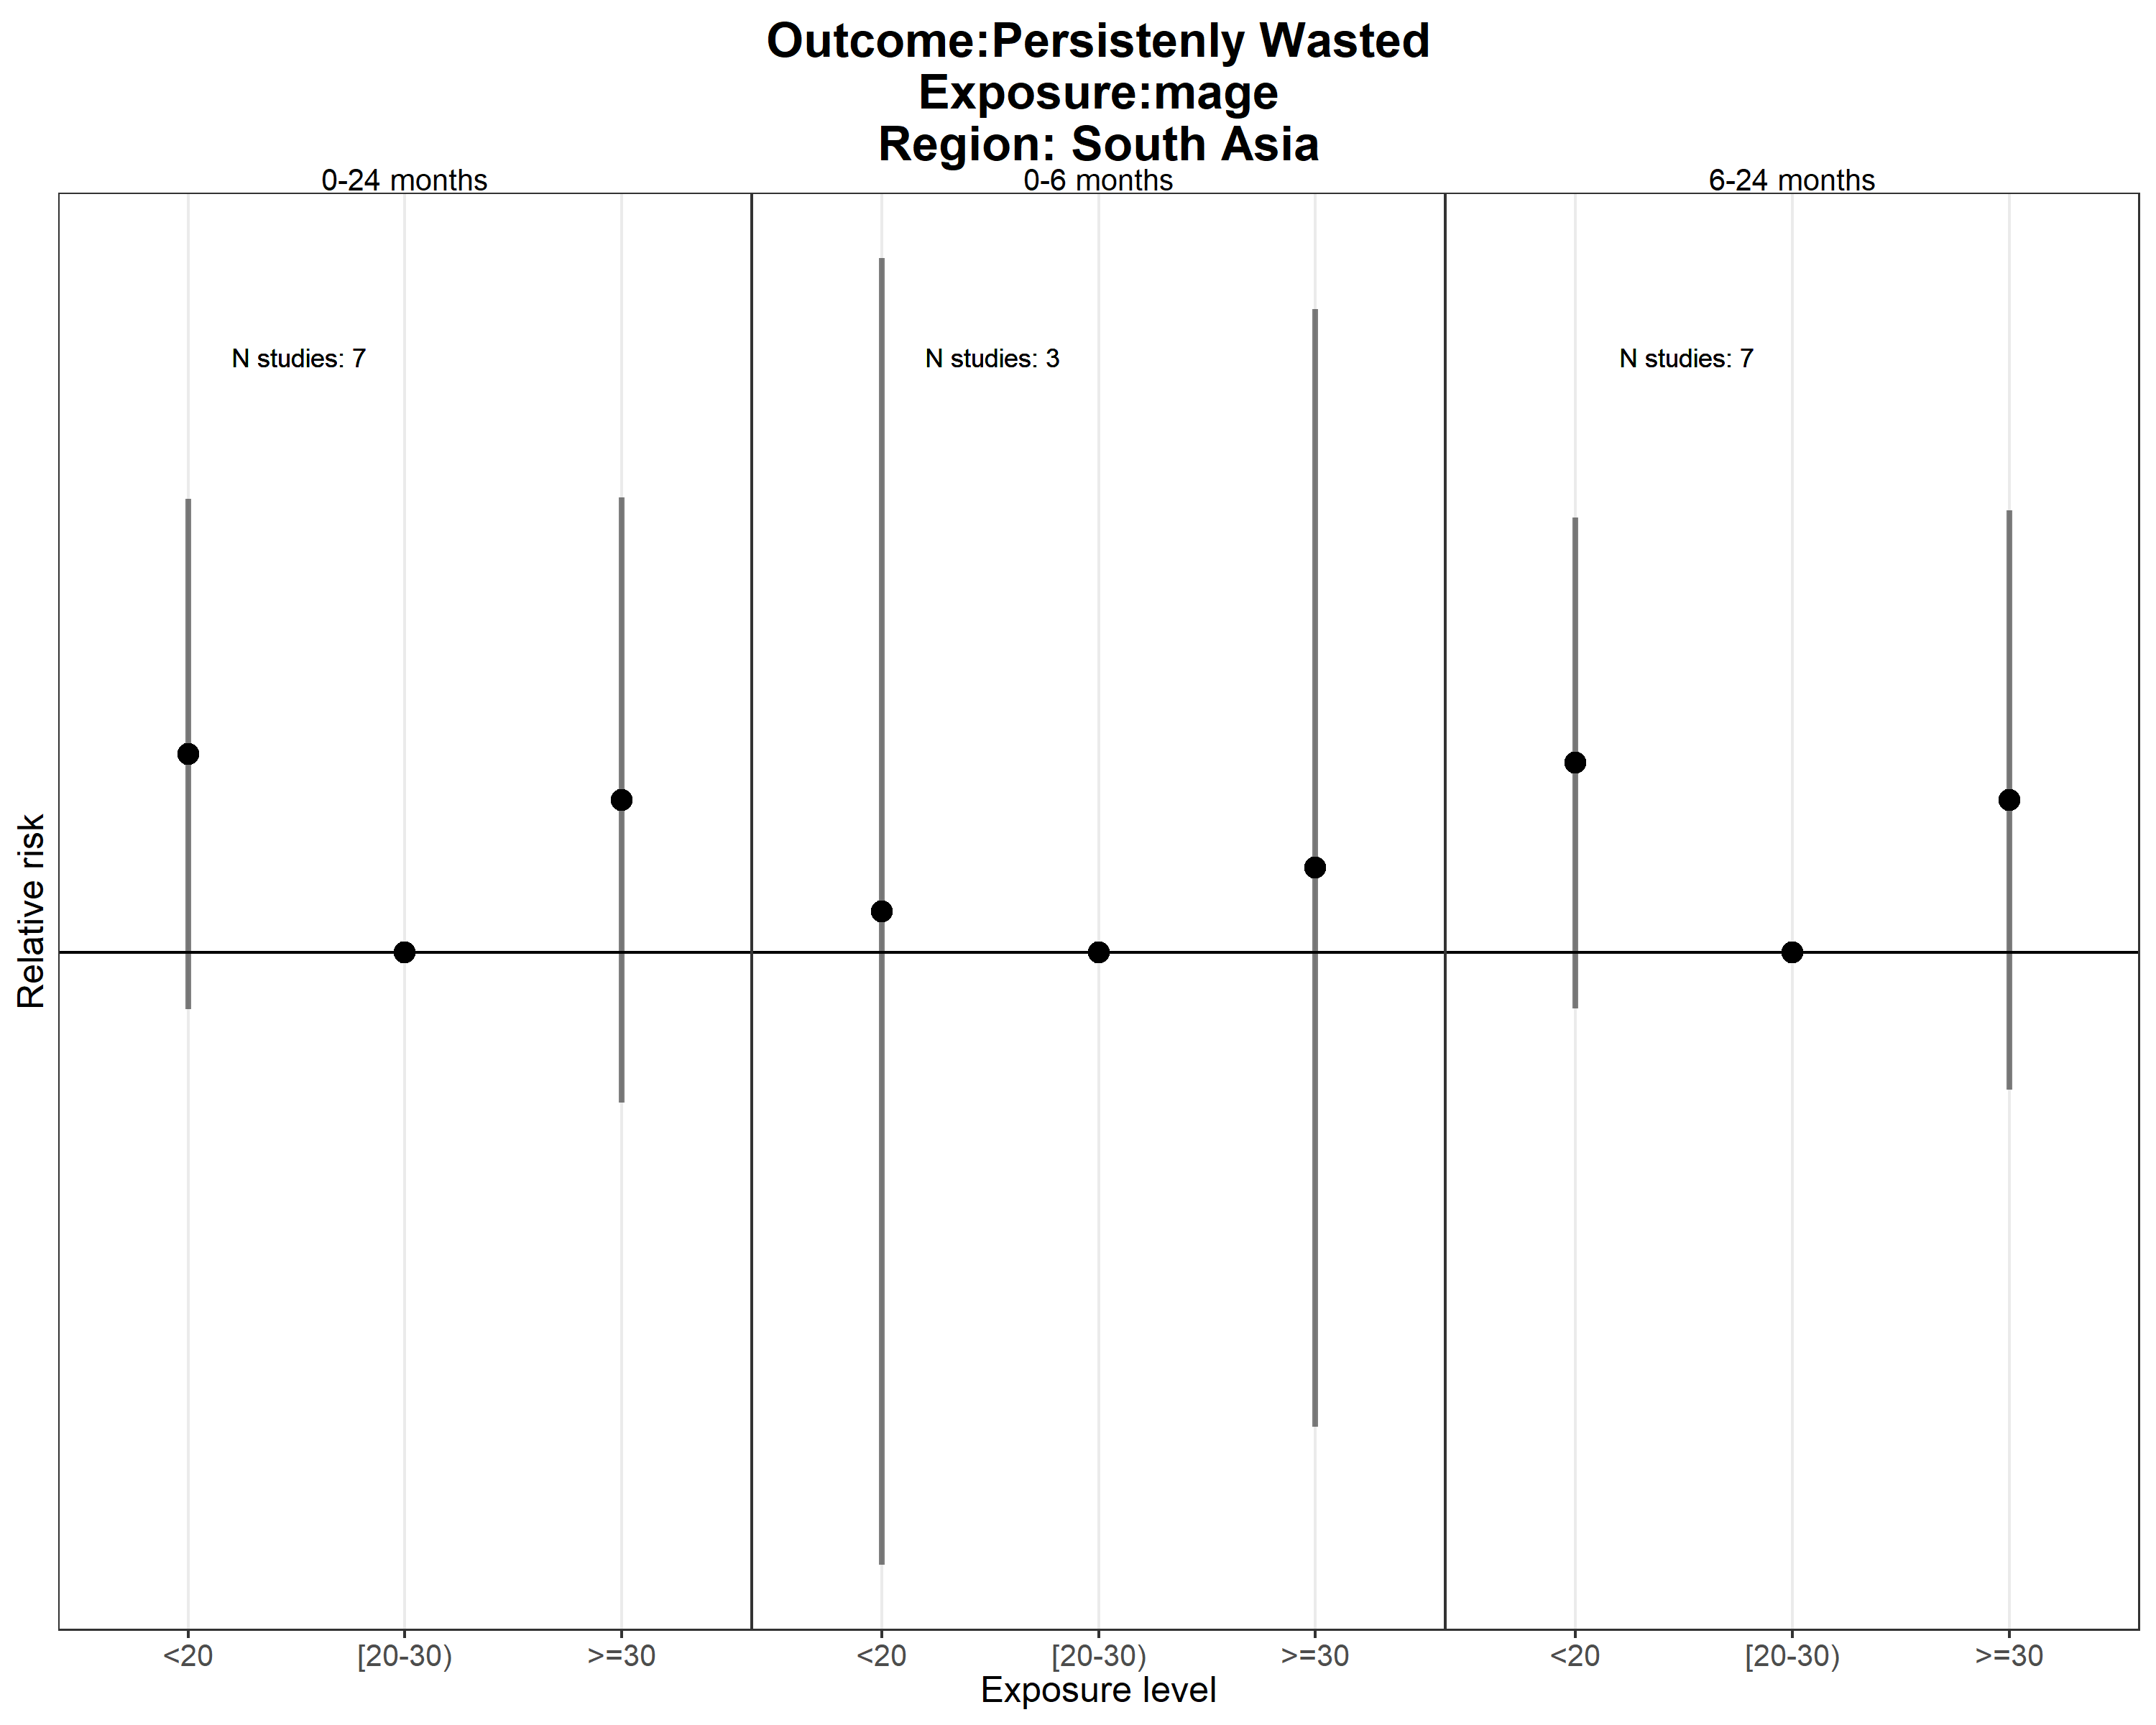 Outcome:Persistenly Wasted
Exposure:mage
Region: South Asia
0-24 months
0-6 months
6-24 months
N studies: 7
N studies: 3
N studies: 7
Relative risk
<20
[20-30)
>=30
<20
[20-30)
>=30
<20
[20-30)
>=30
Exposure level